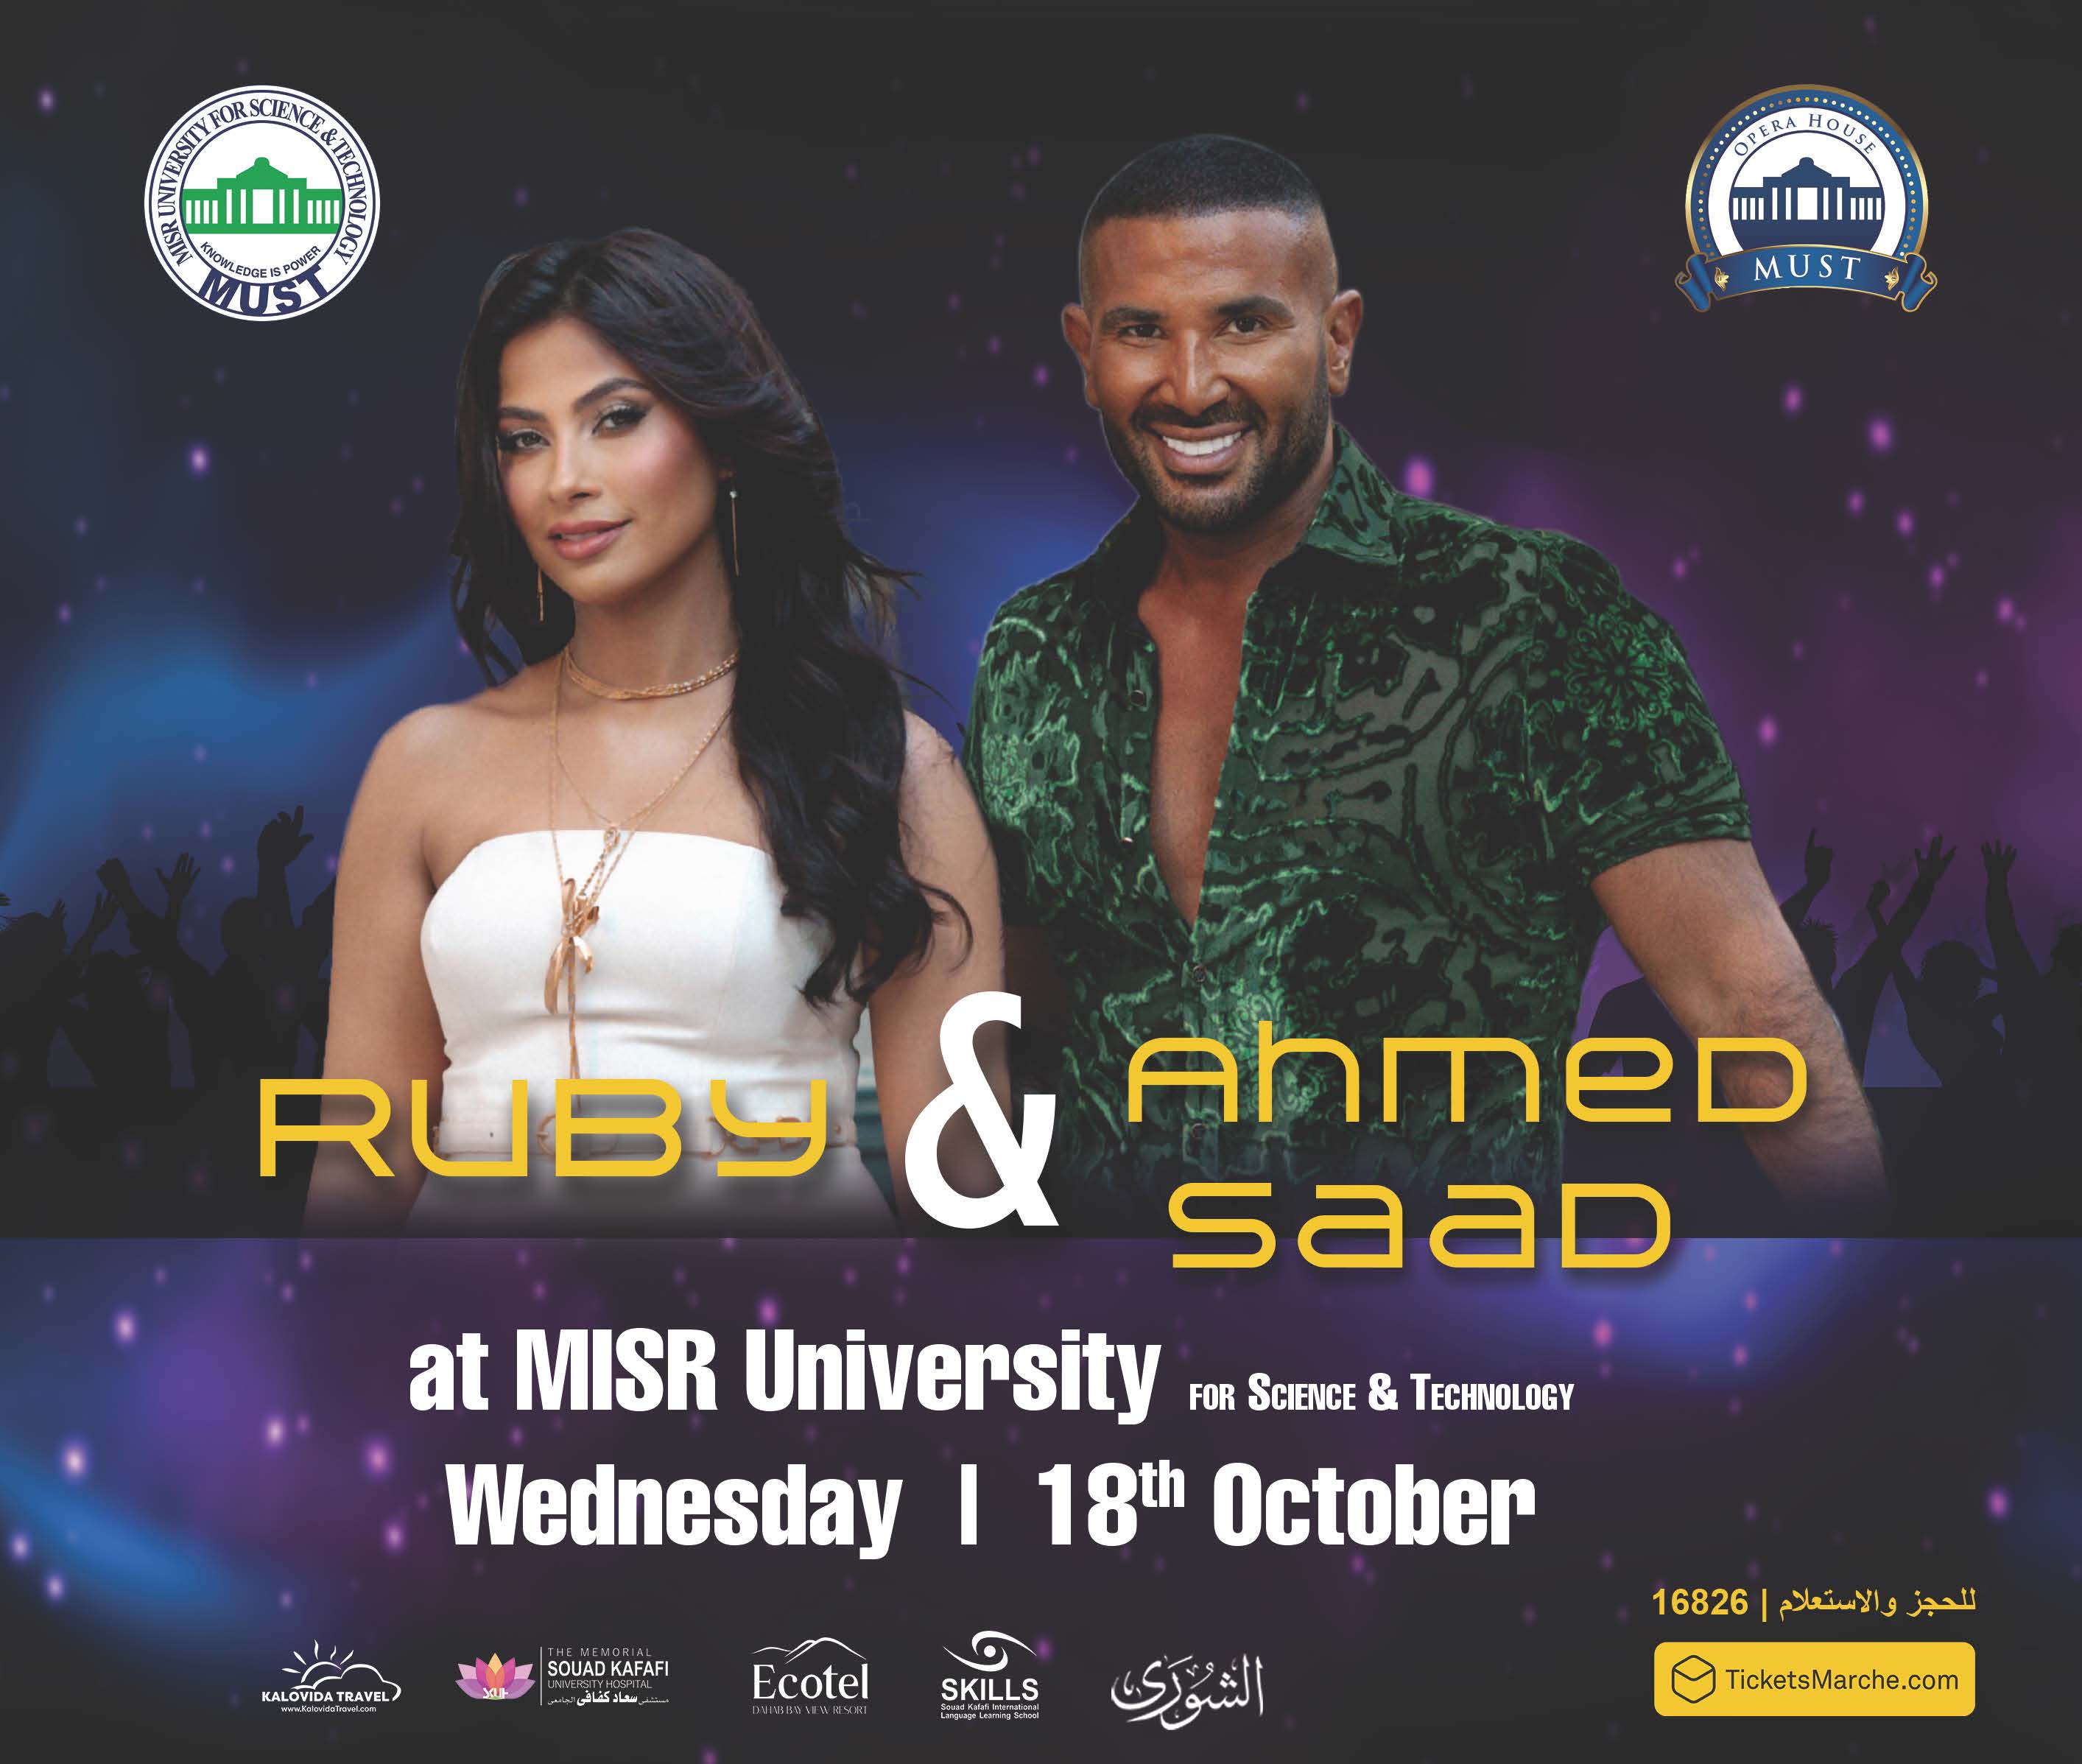 MISR UNIVERSITY FOR SCIENCE & TECHNOLOGY
KNOWLEDGE IS POWER
MUST
OPERA HOUSE
MUST
RUBY & AHMED SAAD
at MISR University FOR SCIENCE & TECHNOLOGY
Wednesday | 18th October
للحجز والاستعلام | 16826
TicketsMarche.com
KALOVIDA TRAVEL
www.KalovidaTravel.com
THE MEMORIAL
SOUAD KAFAFI
UNIVERSITY HOSPITAL
مستشفى سعاد كفافى الجامعي
SKUH
Ecotel
DAHAB BAY VIEW RESORT
SKILLS
Souad Kafafi International
Language Learning School
الشورى